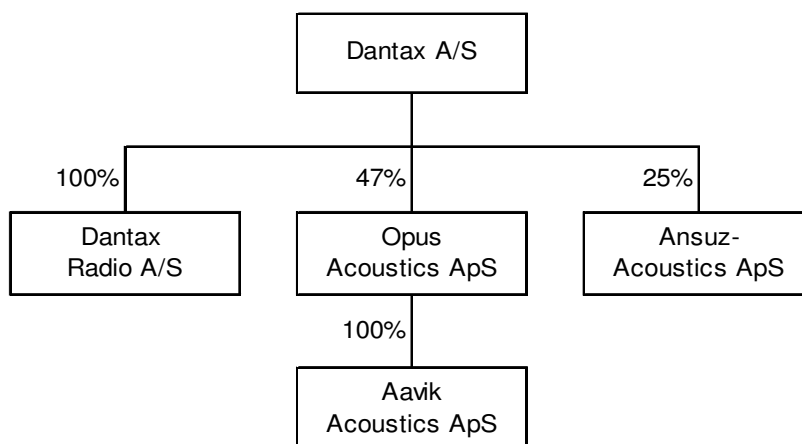 Dantax A/S
100%
47%
25%
Dantax
Radio A/S
Opus
Acoustics ApS
Ansuz-
Acoustics ApS
100%
Aavik
Acoustics ApS